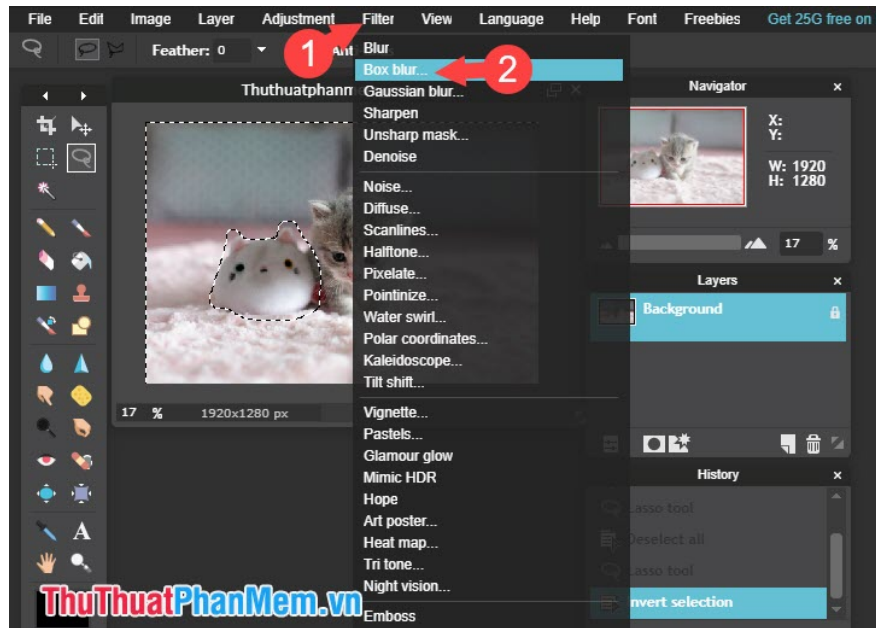 File Edit Image Layer Adjustment Filter View Language Help Font Freebies Get 25G free on
Feather: 0 Anti
1
Blur
Box blur...
2
Thuthuatphanm
Gaussian blur...
Sharpen
Unsharp mask...
Denoise
Noise...
Diffuse...
Scanlines...
Halftone...
Pixelate...
Pointinize...
Water swirl...
Polar coordinates...
Kaleidoscope...
Tilt shift...
Vignette...
Pastels...
Glamour glow
Mimic HDR
Hope
Art poster...
Heat map...
Tri tone...
Night vision...
Emboss
17 % 1920x1280 px
Navigator x
X:
Y:
W: 1920
H: 1280
17 %
Layers x
Background
History x
Lasso tool
Deselect all
Lasso tool
Invert selection
A
ThuThuatPhanMem.vn